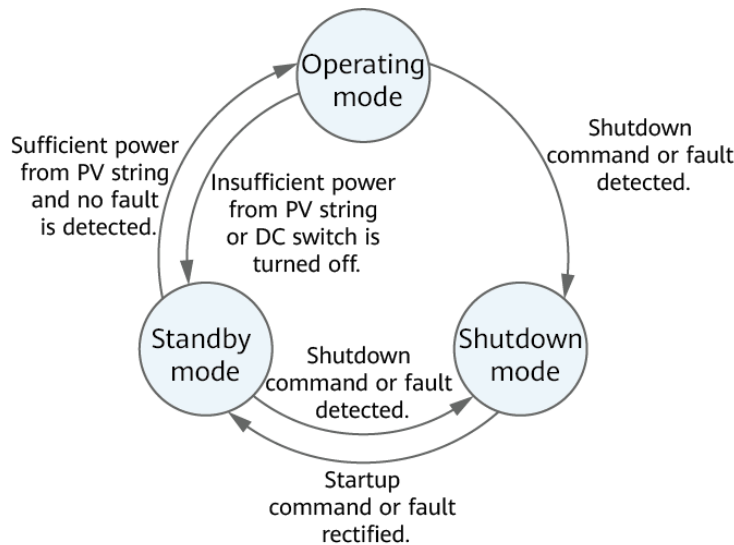 Operating
mode
Shutdown
command or fault
detected.
Sufficient power
from PV string
and no fault
is detected.
Insufficient power
from PV string
or DC switch is
turned off.
Standby
mode
Shutdown
command or fault
detected.
Shutdown
mode
Startup
command or fault
rectified.